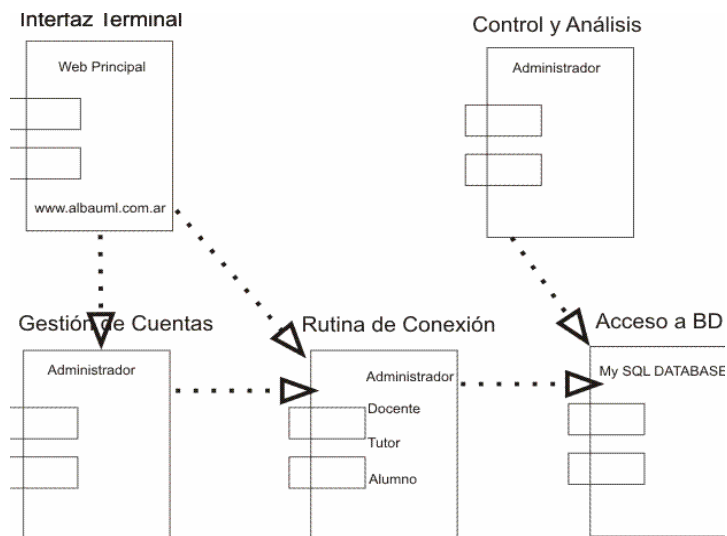 Interfaz Terminal
Control y Análisis
Web Principal
Administrador
www.albauml.com.ar
Gestión de Cuentas
Rutina de Conexión
Acceso a BD
Administrador
Administrador
Docente
Tutor
Alumno
My SQL DATABASE